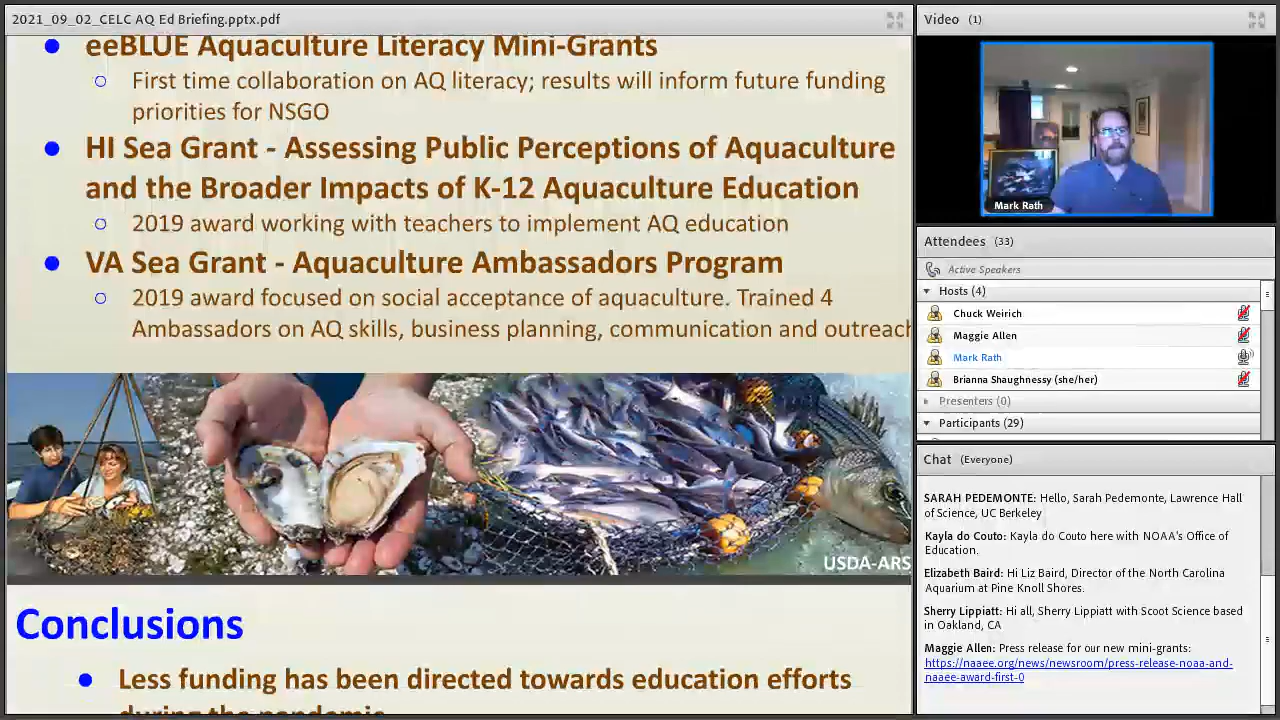 2021_09_02_CELC AQ Ed Briefing.pptx.pdf
eeBLUE Aquaculture Literacy Mini-Grants
First time collaboration on AQ literacy; results will inform future funding
priorities for NSGO
HI Sea Grant - Assessing Public Perceptions of Aquaculture
and the Broader Impacts of K-12 Aquaculture Education
2019 award working with teachers to implement AQ education
VA Sea Grant - Aquaculture Ambassadors Program
2019 award focused on social acceptance of aquaculture. Trained 4
Ambassadors on AQ skills, business planning, communication and outreach
USDA-ARS
Conclusions
Less funding has been directed towards education efforts
during the pandemic
Video (1)
Mark Rath
Attendees (33)
Active Speakers
Hosts (4)
Chuck Weirich
Maggie Allen
Mark Rath
Brianna Shaughnessy (she/her)
Presenters (0)
Participants (29)
Chat (Everyone)
SARAH PEDEMONTE: Hello, Sarah Pedemonte, Lawrence Hall
of Science, UC Berkeley
Kayla do Couto: Kayla do Couto here with NOAA's Office of
Education.
Elizabeth Baird: Hi Liz Baird, Director of the North Carolina
Aquarium at Pine Knoll Shores.
Sherry Lippiatt: Hi all, Sherry Lippiatt with Scoot Science based
in Oakland, CA
Maggie Allen: Press release for our new mini-grants:
https://naaee.org/news/newsroom/press-release-noaa-and-
naaee-award-first-0